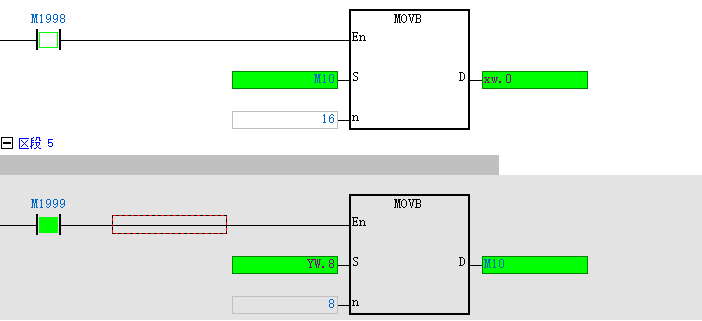 M1998
MOVB
En
M10 S D xw.0
16 n
区段 5
M1999
MOVB
En
YW.8 S D M10
8 n